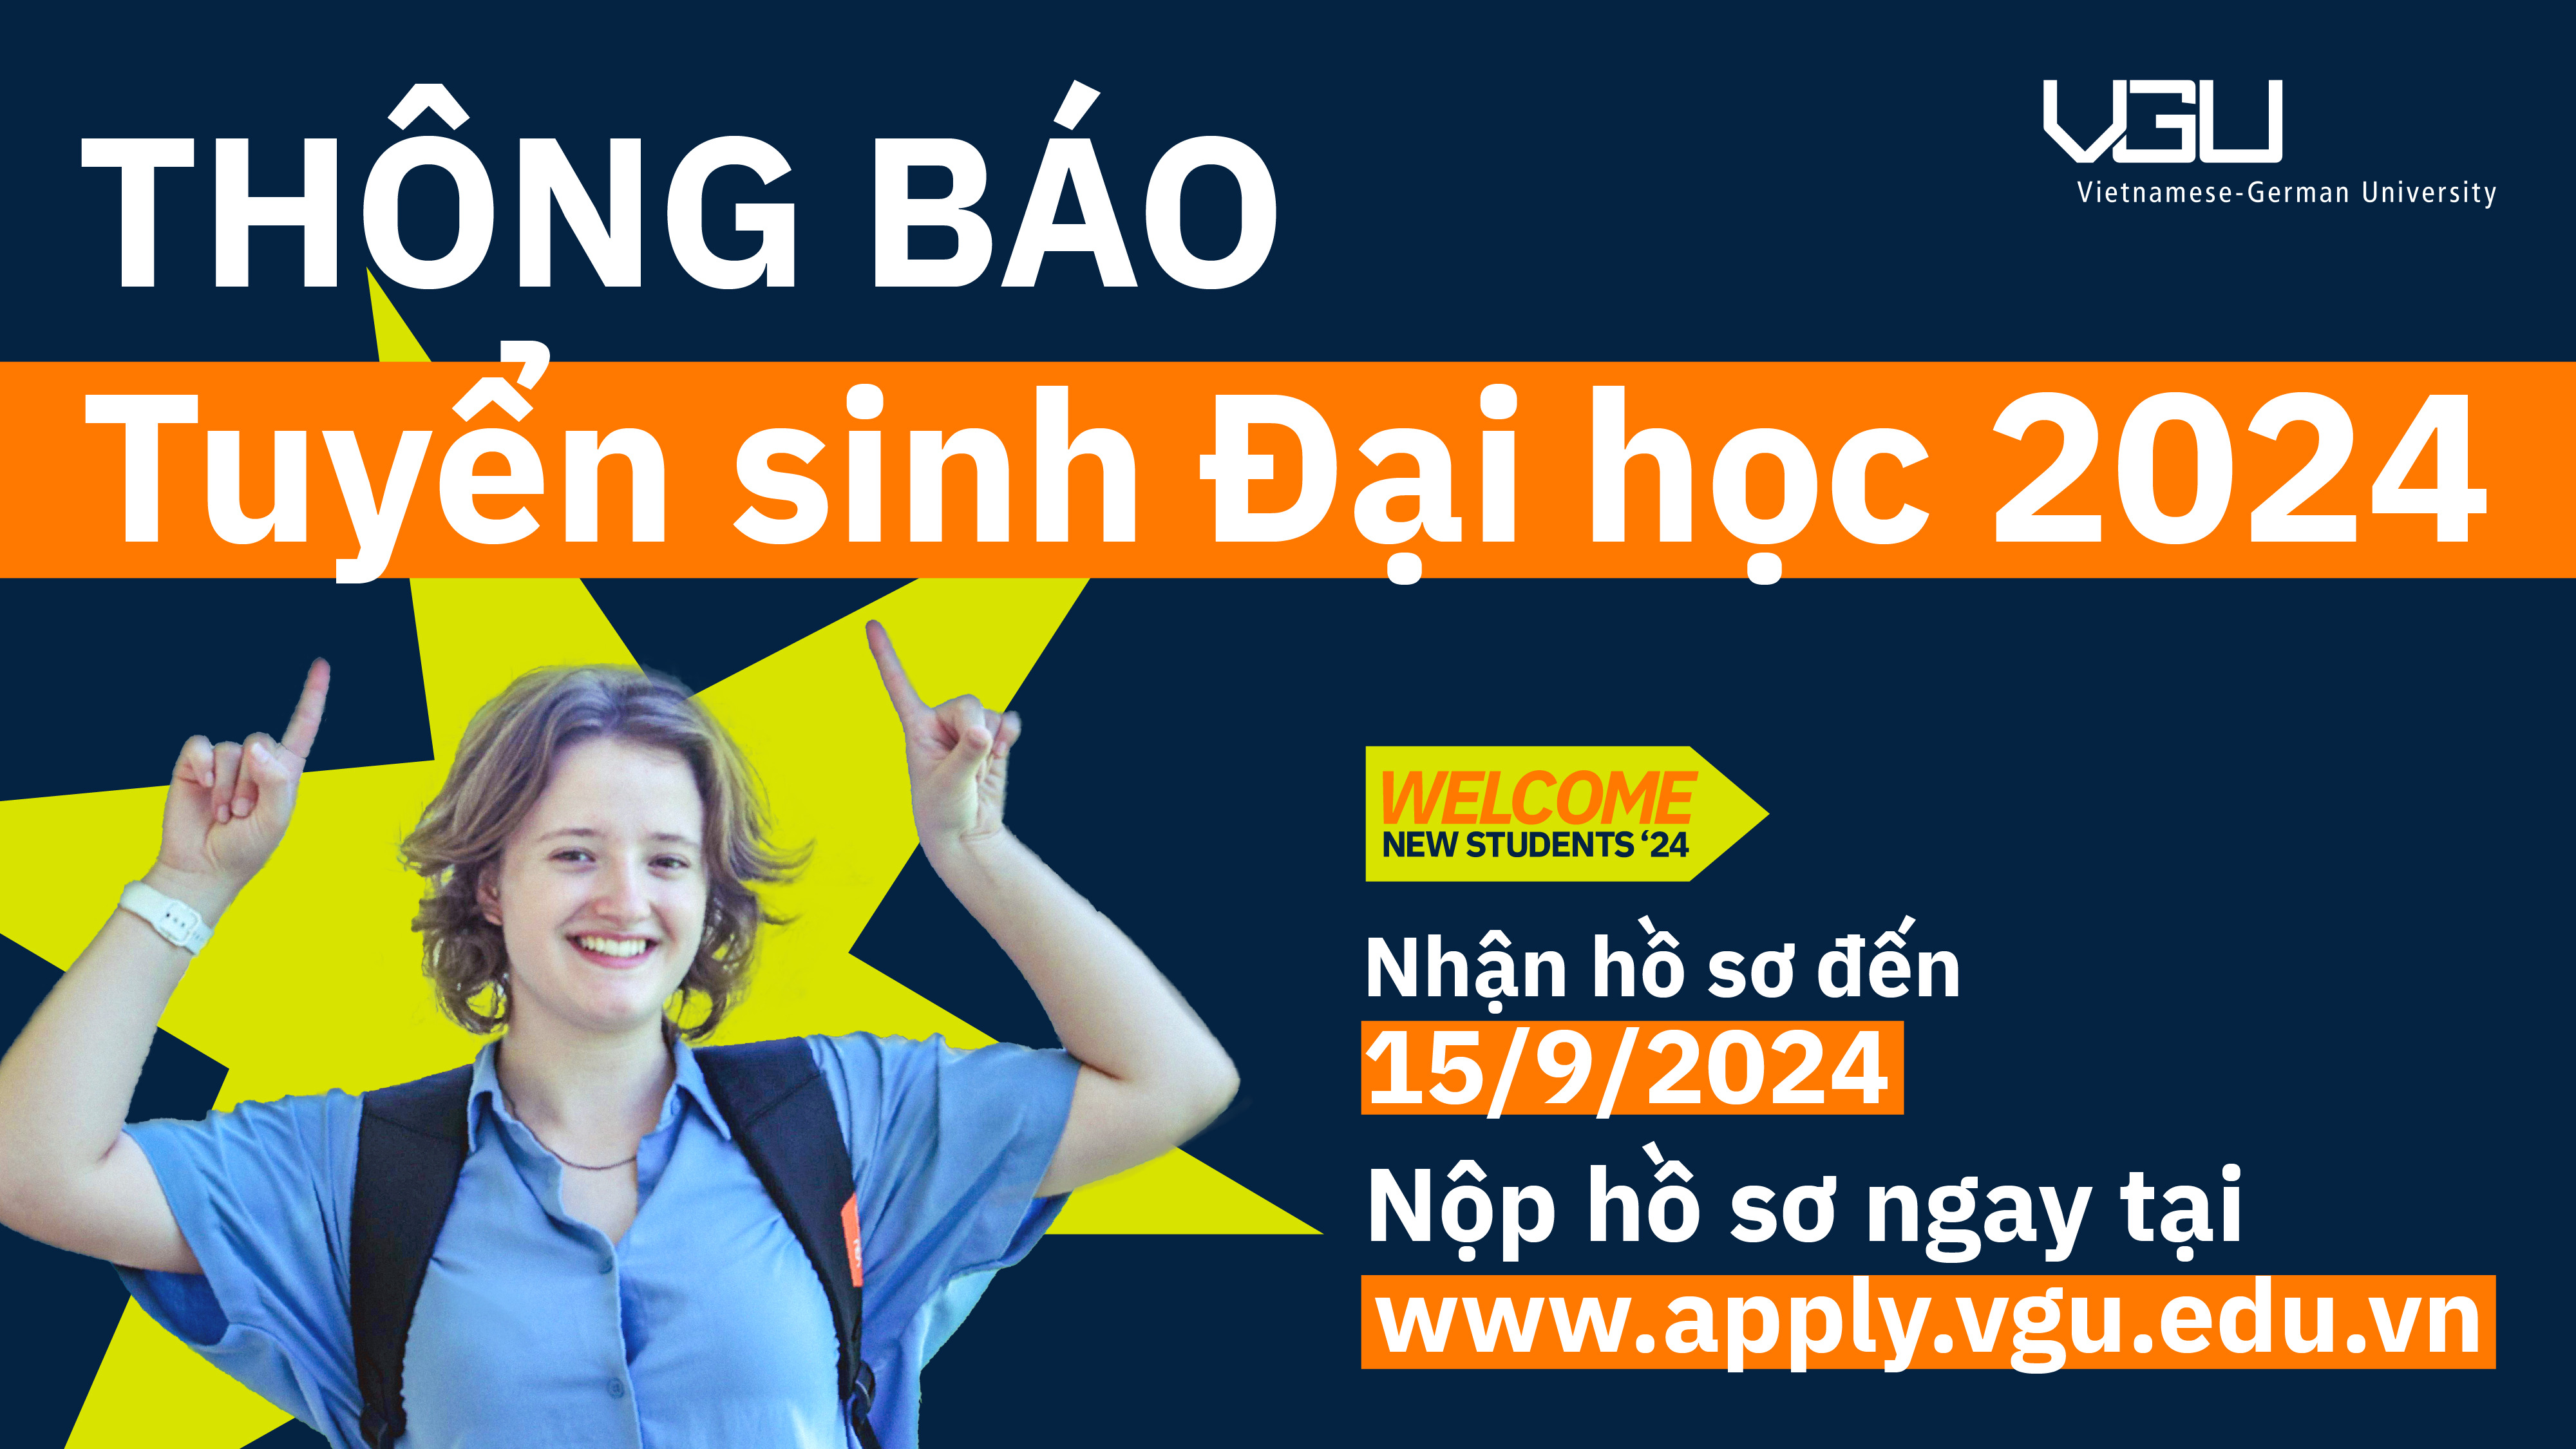 THÔNG BÁO
VGU
Vietnamese-German University
Tuyển sinh Đại học 2024
WELCOME
NEW STUDENTS ‘24
Nhận hồ sơ đến
15/9/2024
Nộp hồ sơ ngay tại
www.apply.vgu.edu.vn